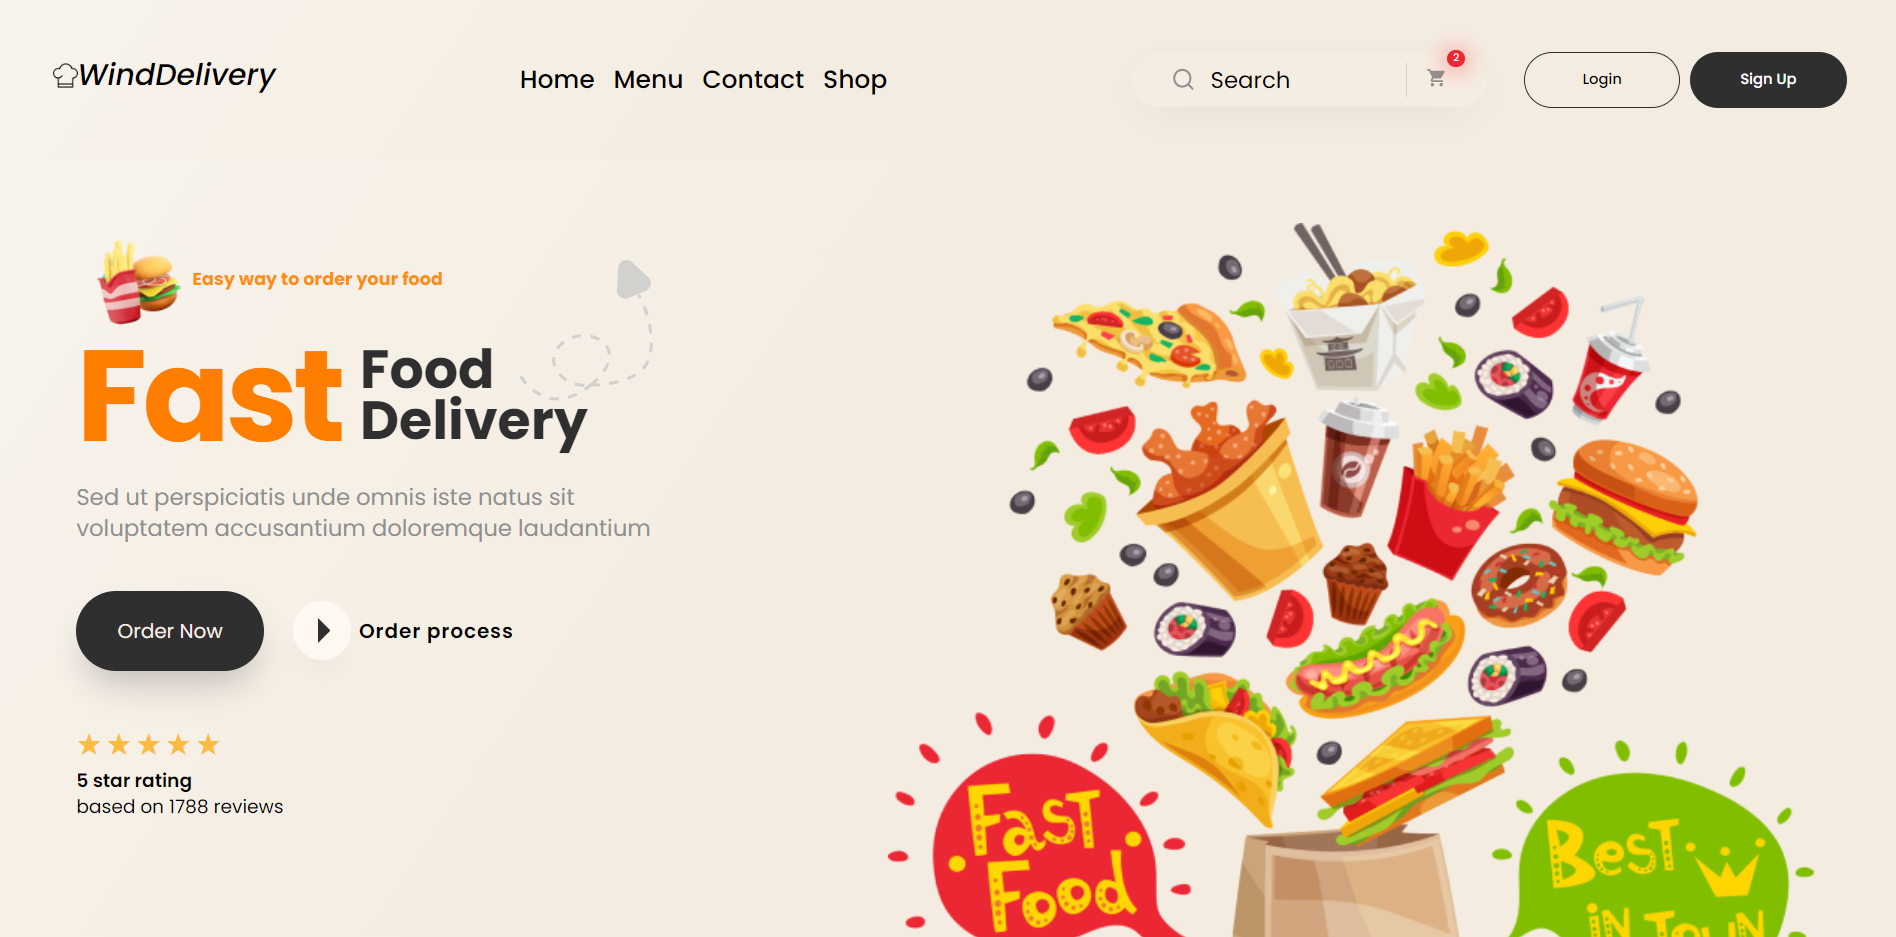 WindDelivery
Home Menu Contact Shop
Search
2
Login
Sign Up
Easy way to order your food
Fast Food
Delivery
Sed ut perspiciatis unde omnis iste natus sit
voluptatem accusantium doloremque laudantium
Order Now
Order process
5 star rating
based on 1788 reviews
Fast
Food
Best
in Town